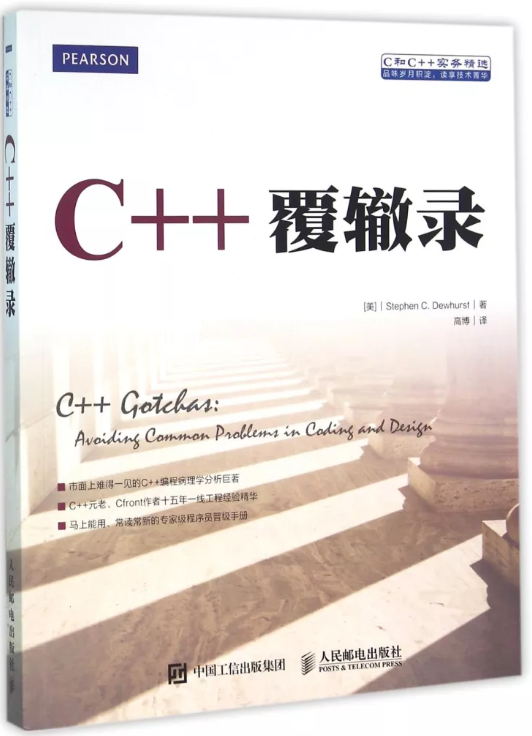 PEARSON
C和C++实务精选
品味岁月积淀，读享技术菁华
C++ 覆辙录
[美] | Stephen C. Dewhurst | 著
高博 | 译
C++ Gotchas:
Avoiding Common Problems in Coding and Design
市面上难得一见的C++编程病理学分析巨著
C++元老、Cfront作者十五年一线工程经验精华
马上能用、常读常新的专家级程序员晋级手册
中国工信出版集团
人民邮电出版社
POSTS & TELECOM PRESS
C++ 覆辙录
人民邮电出版社